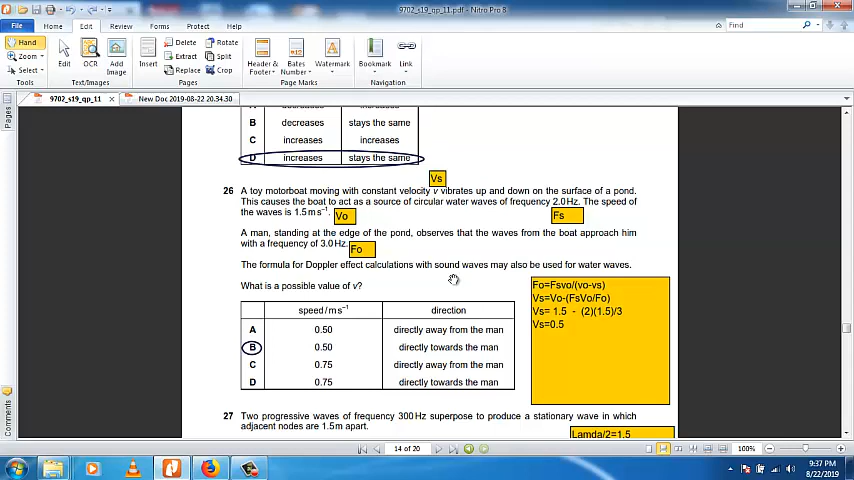 9702_s19_qp_11.pdf - Nitro Pro 8
File Home Edit Review Forms Protect Help
Find
Hand
Zoom
Select
Tools
Edit OCR Add Image
Text/Images
Insert
Delete
Extract
Replace
Rotate
Split
Crop
Pages
Header & Footer Bates Number Watermark
Page Marks
Bookmark Link
Navigation
9702_s19_qp_11 New Doc 2019-08-22 20.34.30
Pages
Comments
A decreases decreases
B decreases stays the same
C increases increases
D increases stays the same
Vs
26 A toy motorboat moving with constant velocity v vibrates up and down on the surface of a pond.
This causes the boat to act as a source of circular water waves of frequency 2.0Hz. The speed of
the waves is 1.5 m s⁻¹. Vo
Fs
A man, standing at the edge of the pond, observes that the waves from the boat approach him
with a frequency of 3.0Hz. Fo
The formula for Doppler effect calculations with sound waves may also be used for water waves.
What is a possible value of v?
Fo=Fsvo/(vo-vs)
Vs=Vo-(FsVo/Fo)
Vs= 1.5 - (2)(1.5)/3
Vs=0.5
speed / m s⁻¹ direction
A 0.50 directly away from the man
B 0.50 directly towards the man
C 0.75 directly away from the man
D 0.75 directly towards the man
27 Two progressive waves of frequency 300 Hz superpose to produce a stationary wave in which
adjacent nodes are 1.5 m apart.
Lamda/2=1.5
14 of 20
100%
9:37 PM
8/22/2019